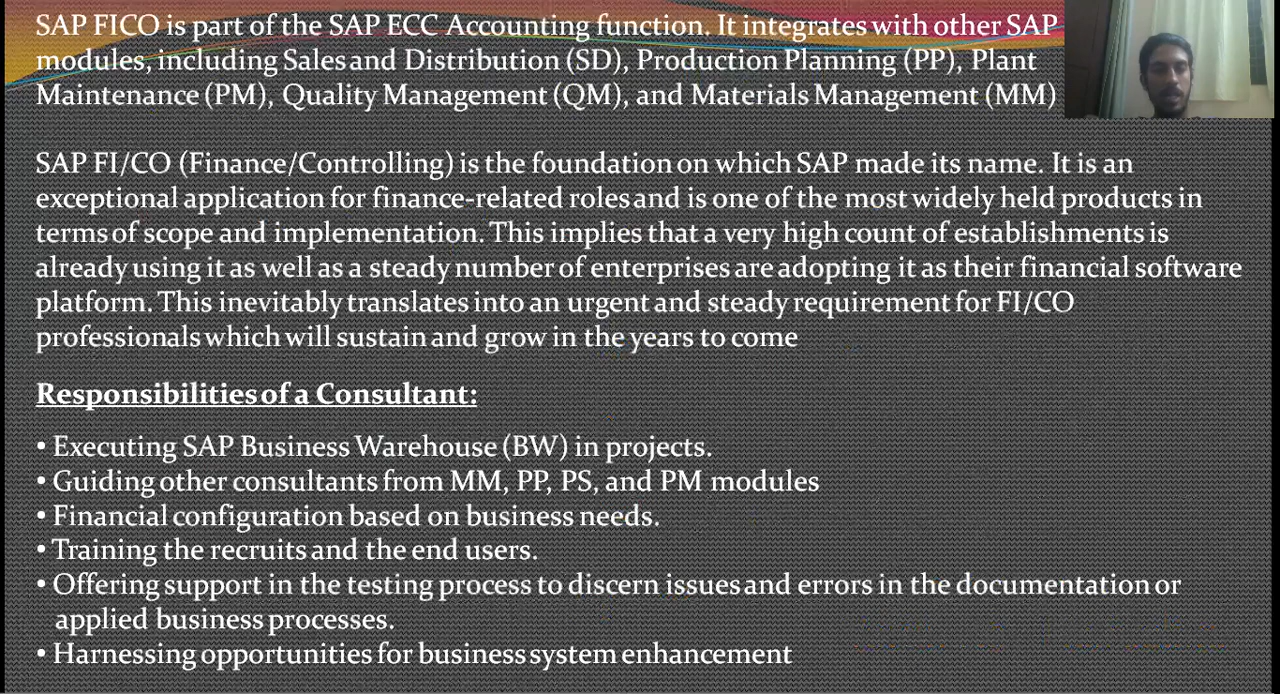 SAP FICO is part of the SAP ECC Accounting function. It integrates with other SAP
modules, including Sales and Distribution (SD), Production Planning (PP), Plant
Maintenance (PM), Quality Management (QM), and Materials Management (MM)
SAP FI/CO (Finance/Controlling) is the foundation on which SAP made its name. It is an
exceptional application for finance-related roles and is one of the most widely held products in
terms of scope and implementation. This implies that a very high count of establishments is
already using it as well as a steady number of enterprises are adopting it as their financial software
platform. This inevitably translates into an urgent and steady requirement for FI/CO
professionals which will sustain and grow in the years to come
Responsibilities of a Consultant:
• Executing SAP Business Warehouse (BW) in projects.
• Guiding other consultants from MM, PP, PS, and PM modules
• Financial configuration based on business needs.
• Training the recruits and the end users.
• Offering support in the testing process to discern issues and errors in the documentation or
applied business processes.
• Harnessing opportunities for business system enhancement